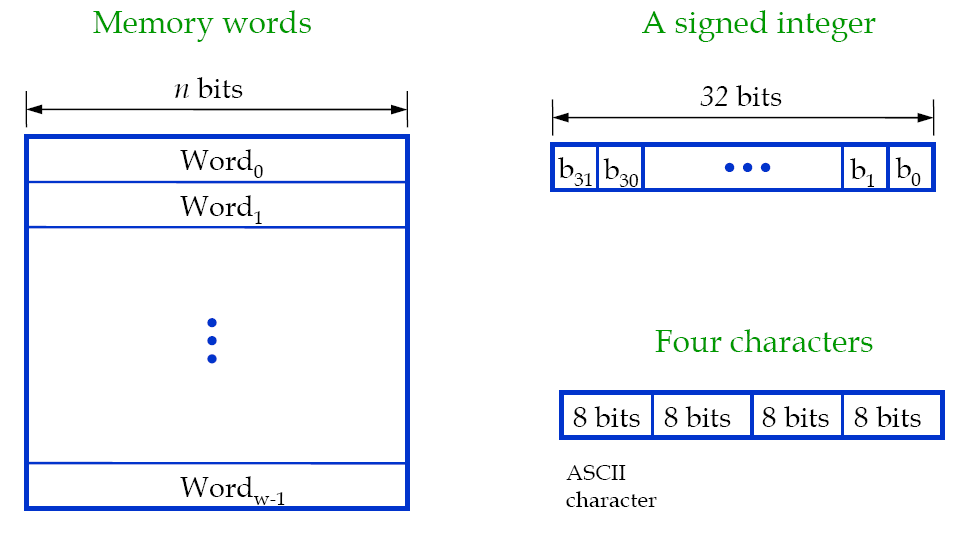 Memory words
n bits
Word0
Word1
Wordw-1
A signed integer
32 bits
b31 b30 ••• b1 b0
Four characters
8 bits 8 bits 8 bits 8 bits
ASCII
character